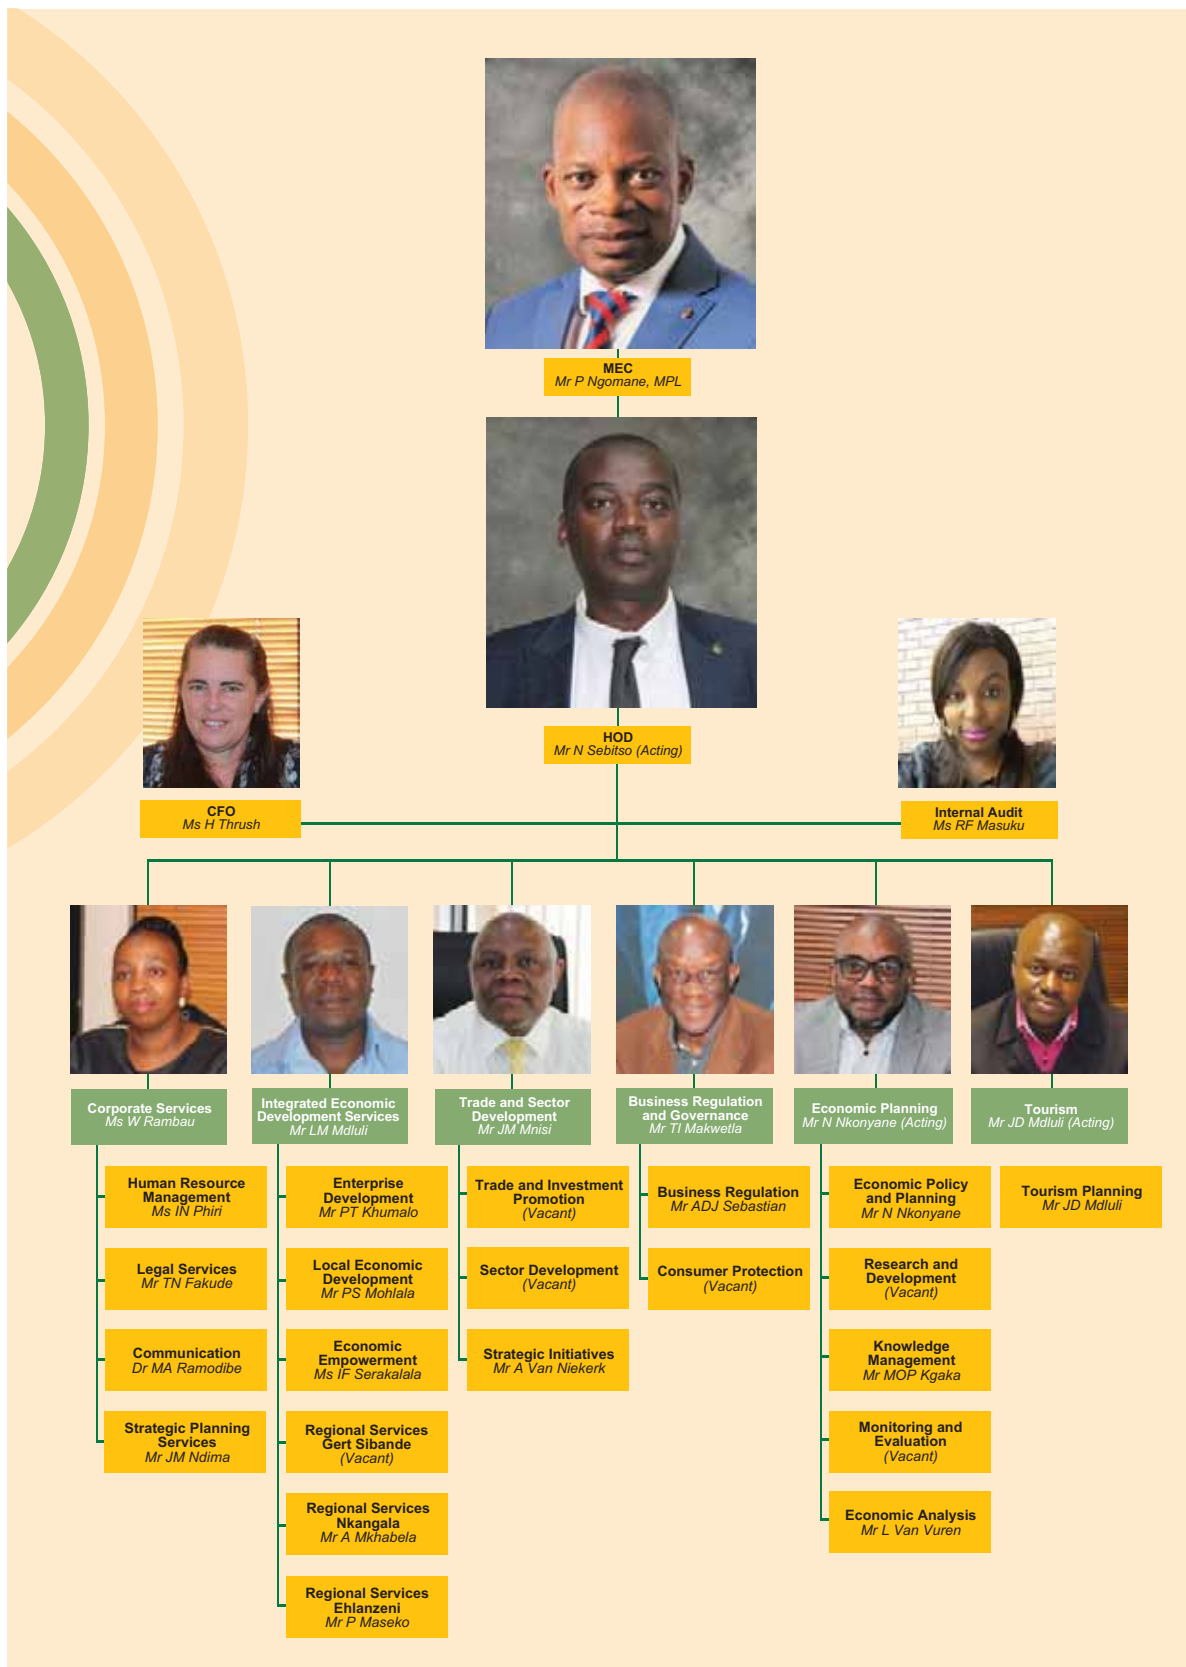 MEC
Mr P Ngomane, MPL
HOD
Mr N Sebitso (Acting)
CFO
Ms H Thrush
Internal Audit
Ms RF Masuku
Corporate Services
Ms W Rambau
Human Resource
Management
Ms IN Phiri
Legal Services
Mr TN Fakude
Communication
Dr MA Ramodibe
Strategic Planning
Services
Mr JM Ndima
Integrated Economic
Development Services
Mr LM Mdluli
Enterprise
Development
Mr PT Khumalo
Local Economic
Development
Mr PS Mohlala
Economic
Empowerment
Ms IF Serakalala
Regional Services
Gert Sibande
(Vacant)
Regional Services
Nkangala
Mr A Mkhabela
Regional Services
Ehlanzeni
Mr P Maseko
Trade and Sector
Development
Mr JM Mnisi
Trade and Investment
Promotion
(Vacant)
Sector Development
(Vacant)
Strategic Initiatives
Mr A Van Niekerk
Business Regulation
and Governance
Mr TI Makwetla
Business Regulation
Mr ADJ Sebastian
Consumer Protection
(Vacant)
Economic Planning
Mr N Nkonyane (Acting)
Economic Policy
and Planning
Mr N Nkonyane
Research and
Development
(Vacant)
Knowledge
Management
Mr MOP Kgaka
Monitoring and
Evaluation
(Vacant)
Economic Analysis
Mr L Van Vuren
Tourism
Mr JD Mdluli (Acting)
Tourism Planning
Mr JD Mdluli